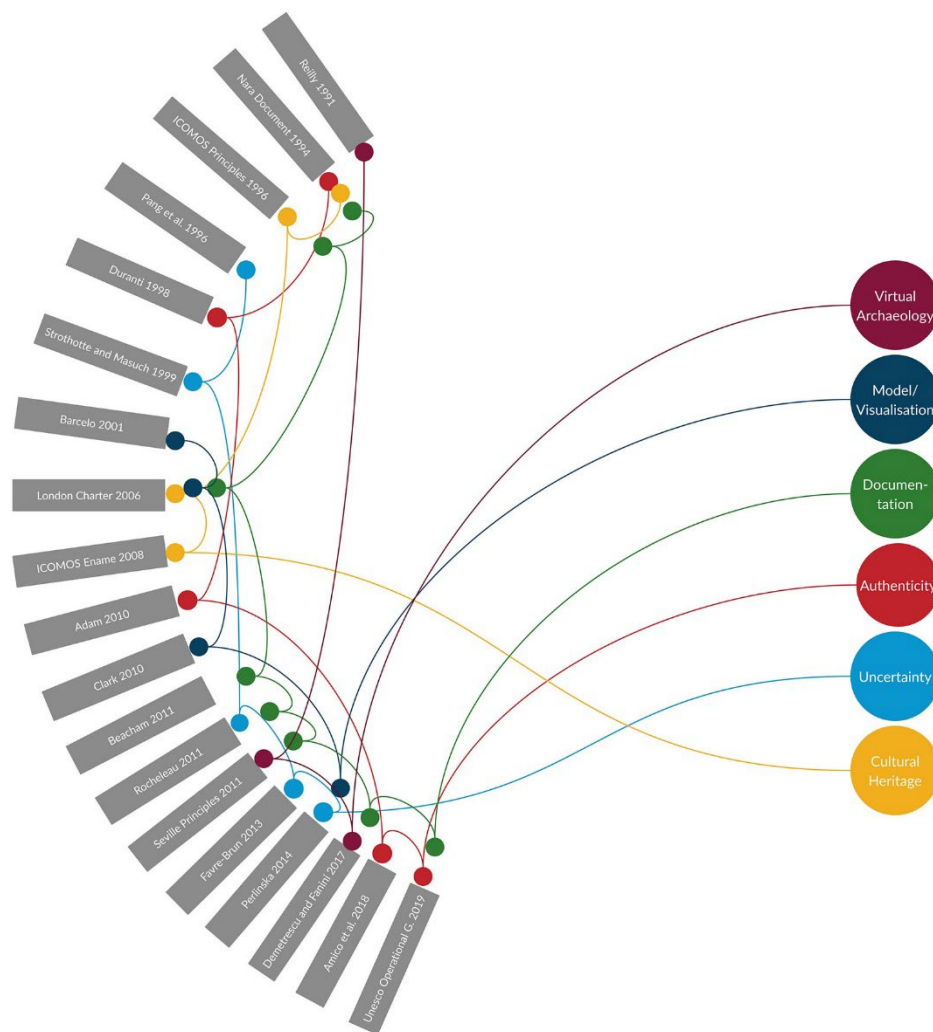 Reilly 1991
Nara Document 1994
ICOMOS Principles 1996
Pang et al. 1996
Duranti 1998
Strothotte and Masuch 1999
Barcelo 2001
London Charter 2006
ICOMOS Ename 2008
Adam 2010
Clark 2010
Beacham 2011
Rocheleau 2011
Seville Principles 2011
Favre-Brun 2013
Perlinska 2014
Demetrescu and Fanini 2017
Amico et al. 2018
Unesco Operational G. 2019
Virtual
Archaeology
Model/
Visualisation
Documen-
tation
Authenticity
Uncertainty
Cultural
Heritage